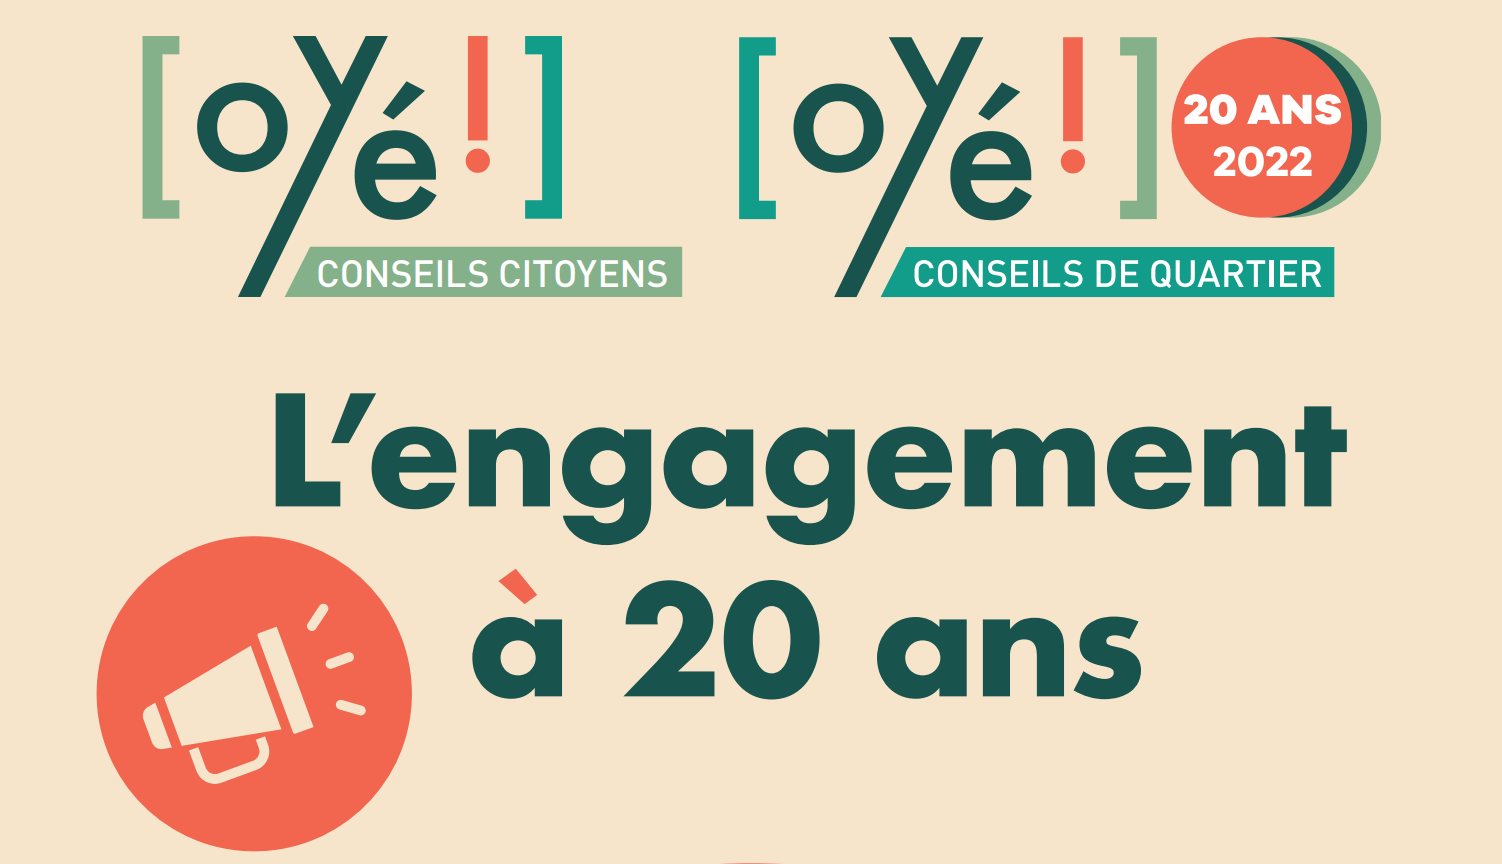 [oyé!]
CONSEILS CITOYENS
[oyé!]
20 ANS
2022
CONSEILS DE QUARTIER
L’engagement
à 20 ans